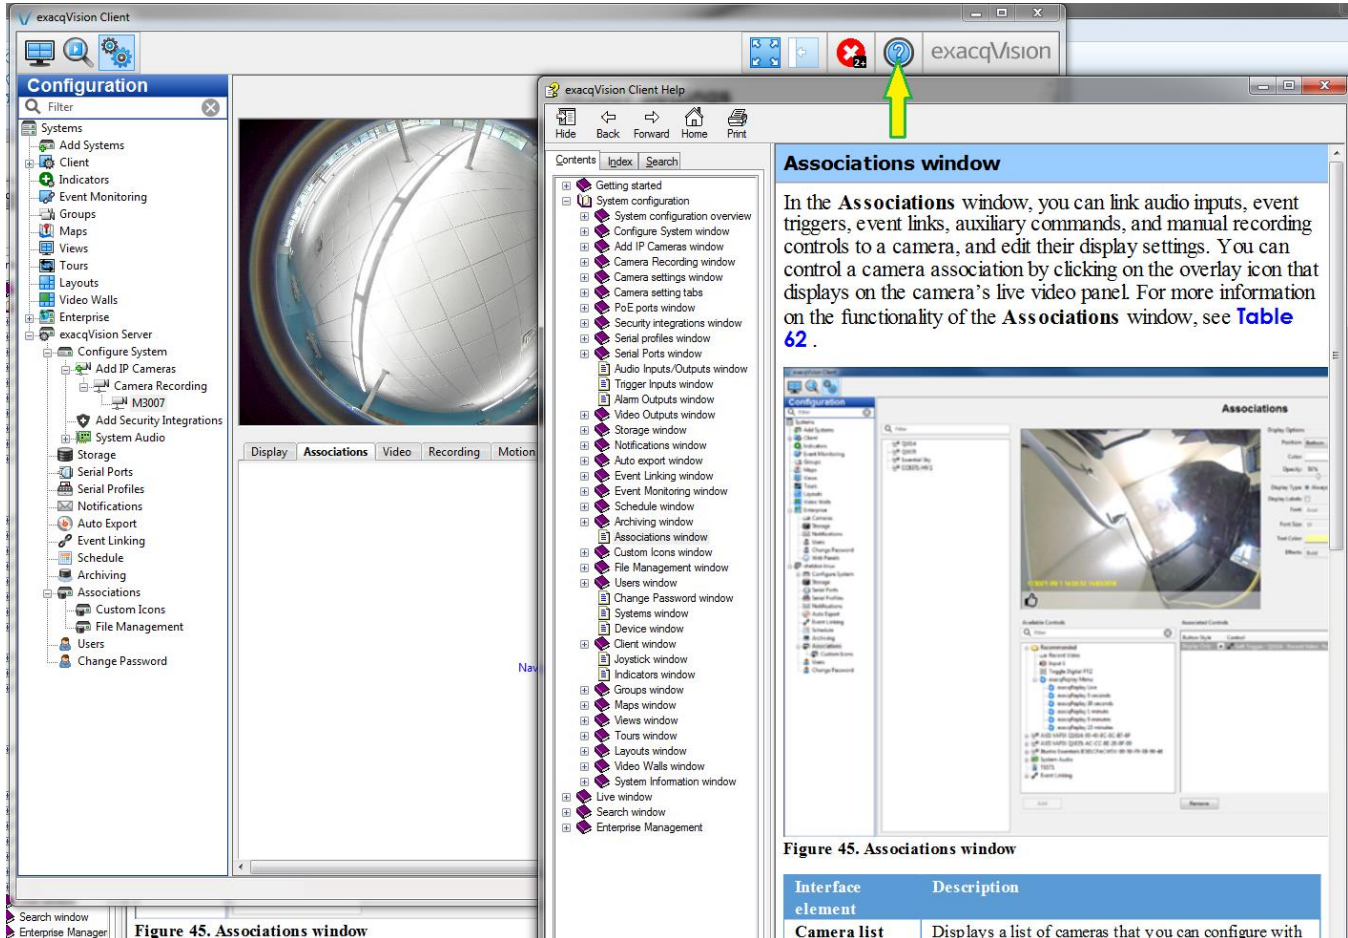 exacqVision Client
2+
exacqVision
Configuration
Filter
Systems
Add Systems
Client
Indicators
Event Monitoring
Groups
Maps
Views
Tours
Layouts
Video Walls
Enterprise
exacqVision Server
Configure System
Add IP Cameras
Camera Recording
M3007
Add Security Integrations
System Audio
Storage
Serial Ports
Serial Profiles
Notifications
Auto Export
Event Linking
Schedule
Archiving
Associations
Custom Icons
File Management
Users
Change Password
Display Associations Video Recording Motion
Nav
exacqVision Client Help
Hide Back Forward Home Print
Contents Index Search
Getting started
System configuration
System configuration overview
Configure System window
Add IP Cameras window
Camera Recording window
Camera settings window
Camera setting tabs
PoE ports window
Security integrations window
Serial profiles window
Serial Ports window
Audio Inputs/Outputs window
Trigger Inputs window
Alarm Outputs window
Video Outputs window
Storage window
Notifications window
Auto export window
Event Linking window
Event Monitoring window
Schedule window
Archiving window
Associations window
Custom Icons window
File Management window
Users window
Change Password window
Systems window
Device window
Client window
Joystick window
Indicators window
Groups window
Maps window
Views window
Tours window
Layouts window
Video Walls window
System Information window
Live window
Search window
Enterprise Management
Associations window
In the Associations window, you can link audio inputs, event
triggers, event links, auxiliary commands, and manual recording
controls to a camera, and edit their display settings. You can
control a camera association by clicking on the overlay icon that
displays on the camera's live video panel. For more information
on the functionality of the Associations window, see Table
62 .
Configuration
Associations
Display Options
Available Controls
Associated Controls
Recommended
Add
Remove
Figure 45. Associations window
Interface Description
element
Camera list Displays a list of cameras that you can configure with
Search window
Enterprise Manager
Figure 45. Associations window